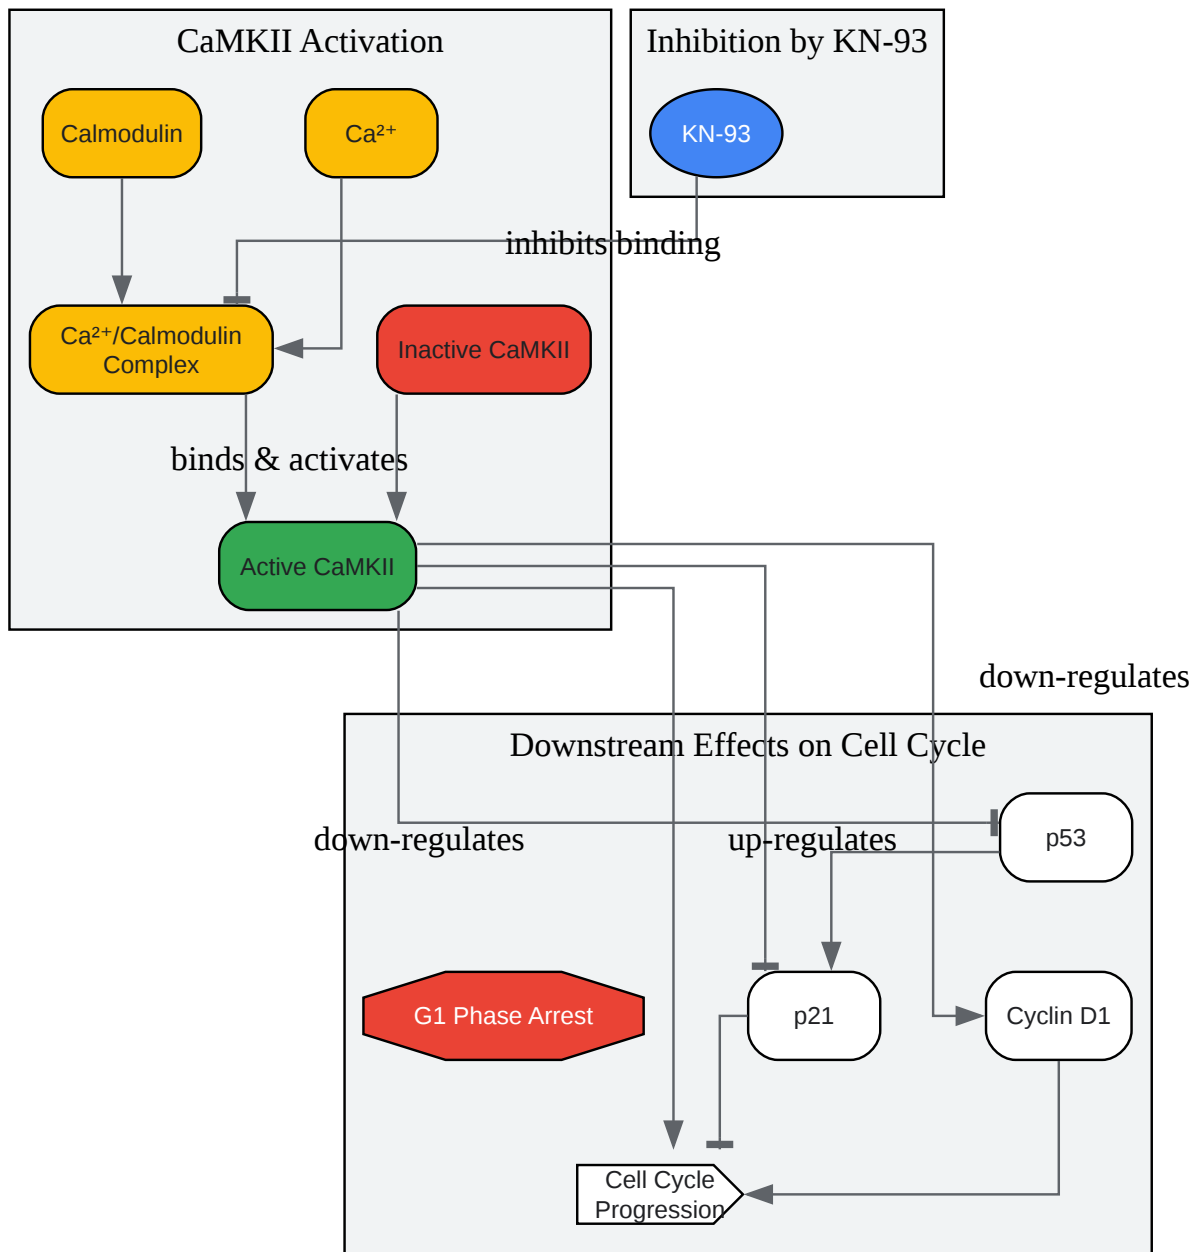 CaMKII Activation
Inhibition by KN-93
Calmodulin
Ca²⁺
KN-93
inhibits binding
Ca²⁺/Calmodulin
Complex
Inactive CaMKII
binds & activates
Active CaMKII
down-regulates
Downstream Effects on Cell Cycle
down-regulates
up-regulates
p53
G1 Phase Arrest
p21
Cyclin D1
Cell Cycle
Progression